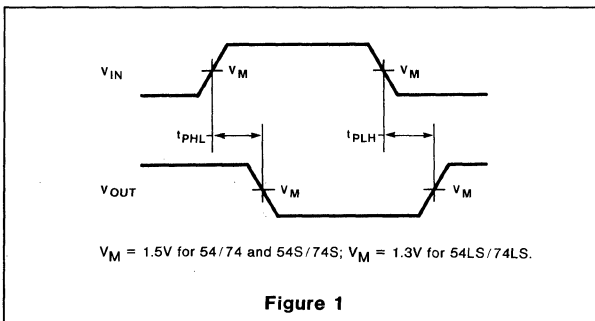 VIN
VM
VM
tPHL
tPLH
VOUT
VM
VM
VM = 1.5V for 54/74 and 54S/74S; VM = 1.3V for 54LS/74LS.
Figure 1